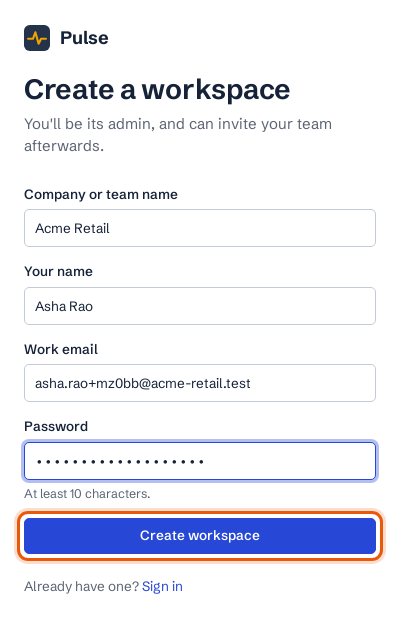 Pulse
Create a workspace
You'll be its admin, and can invite your team
afterwards.
Company or team name
Acme Retail
Your name
Asha Rao
Work email
asha.rao+mz0bb@acme-retail.test
Password
•••••••••••••••••••
At least 10 characters.
Create workspace
Already have one? Sign in